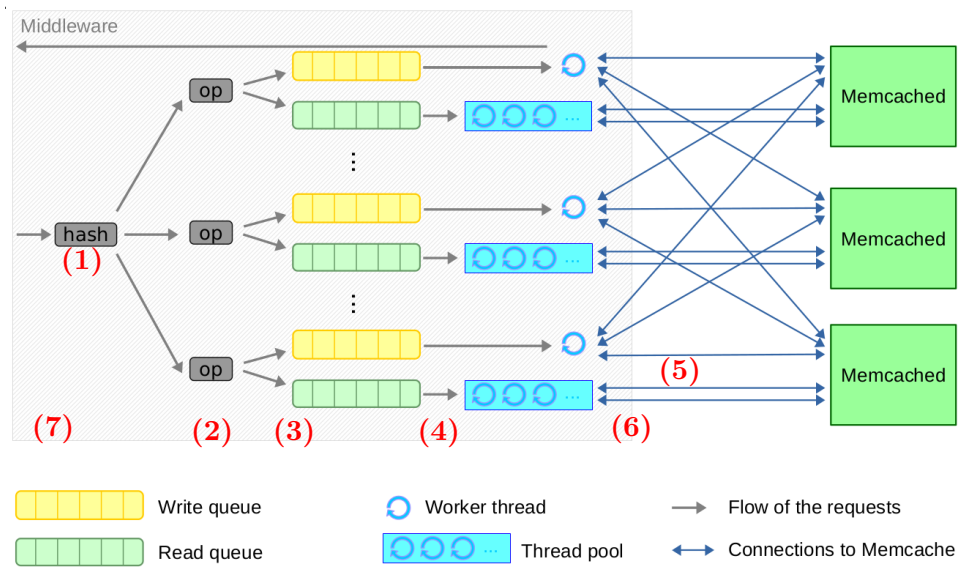 Middleware
op
Memcached
...
hash
(1)
op
...
Memcached
...
op
...
Memcached
(5)
(7)
(2)
(3)
(4)
(6)
Write queue
Worker thread
Flow of the requests
Read queue
...
Thread pool
Connections to Memcache